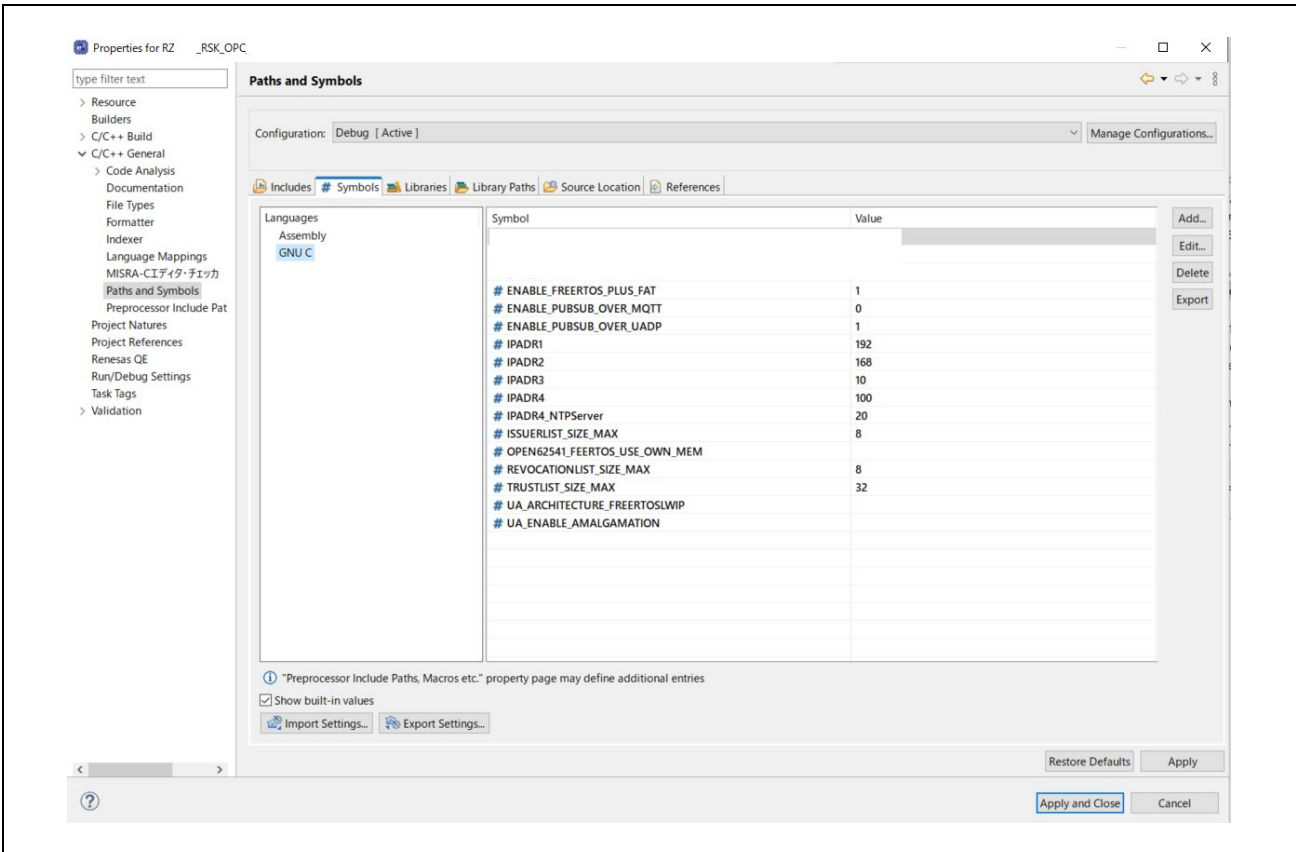 Properties for RZ _RSK_OPC
type filter text
Paths and Symbols
Resource
Builders
C/C++ Build
C/C++ General
Code Analysis
Documentation
File Types
Formatter
Indexer
Language Mappings
MISRA-Cエディタ・チェッカ
Paths and Symbols
Preprocessor Include Pat
Project Natures
Project References
Renesas QE
Run/Debug Settings
Task Tags
Validation
Configuration: Debug [ Active ]
Manage Configurations...
Includes # Symbols Libraries Library Paths Source Location References
Languages
Assembly
GNU C
Symbol Value
# ENABLE_FREERTOS_PLUS_FAT 1
# ENABLE_PUBSUB_OVER_MQTT 0
# ENABLE_PUBSUB_OVER_UADP 1
# IPADR1 192
# IPADR2 168
# IPADR3 10
# IPADR4 100
# IPADR4_NTPServer 20
# ISSUERLIST_SIZE_MAX 8
# OPEN62541_FEERTOS_USE_OWN_MEM
# REVOCATIONLIST_SIZE_MAX 8
# TRUSTLIST_SIZE_MAX 32
# UA_ARCHITECTURE_FREERTOSLWIP
# UA_ENABLE_AMALGAMATION
Add...
Edit...
Delete
Export
"Preprocessor Include Paths, Macros etc." property page may define additional entries
Show built-in values
Import Settings... Export Settings...
Restore Defaults Apply
Apply and Close Cancel